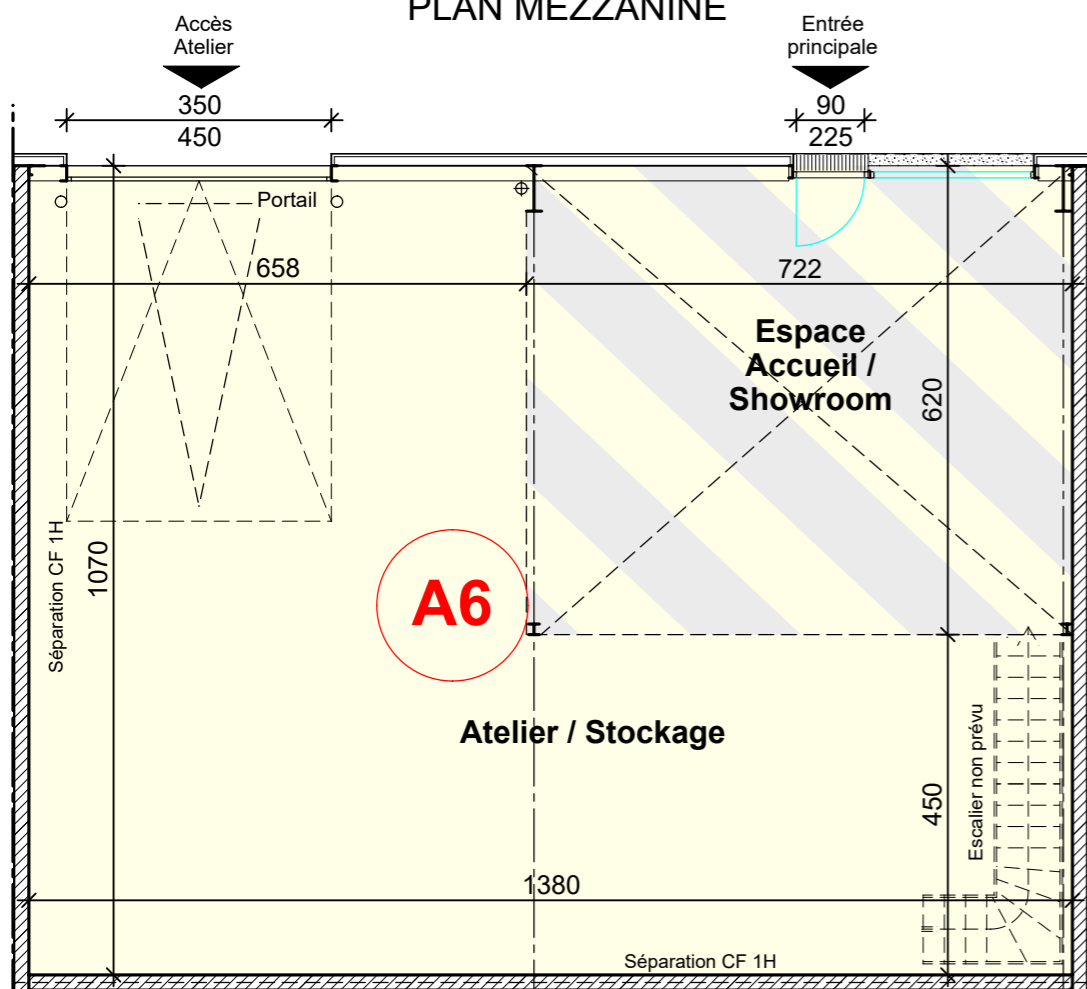 PLAN MEZZANINE
Accès
Atelier
Entrée
principale
350
450
90
225
Portail
658
722
Espace
Accueil /
Showroom
620
Séparation CF 1H
1070
A6
Atelier / Stockage
Escalier non prévu
450
1380
Séparation CF 1H